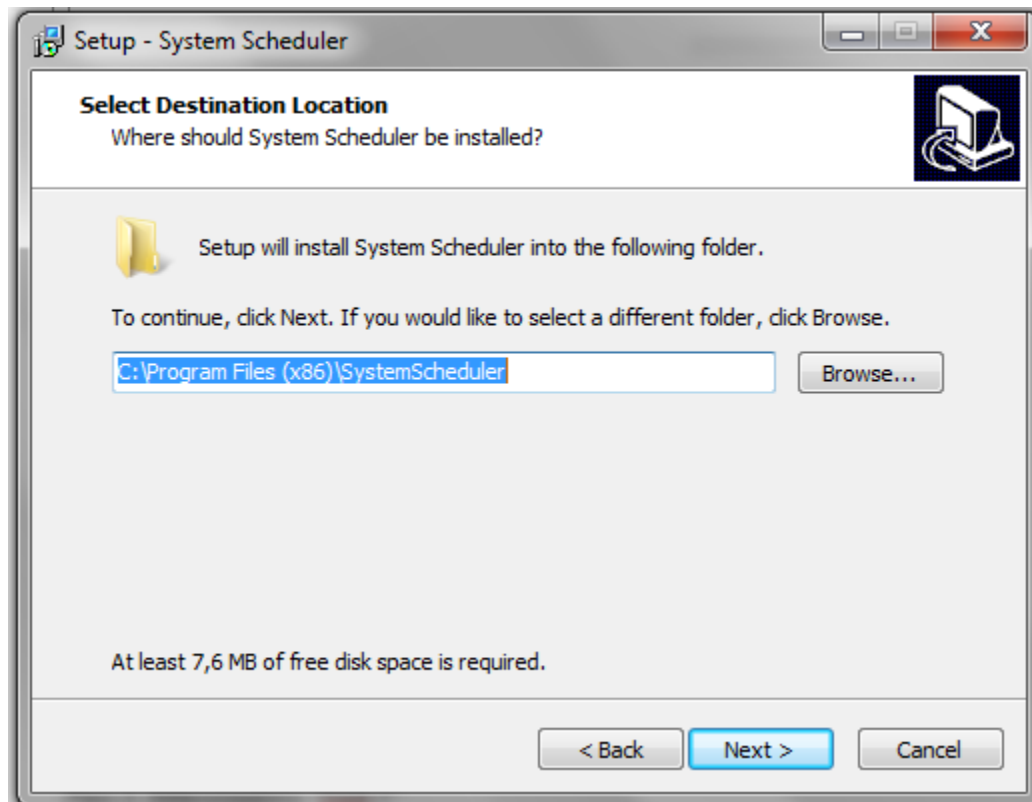 Setup - System Scheduler
Select Destination Location
Where should System Scheduler be installed?
Setup will install System Scheduler into the following folder.
To continue, click Next. If you would like to select a different folder, click Browse.
C:\Program Files (x86)\SystemScheduler
Browse...
At least 7,6 MB of free disk space is required.
< Back Next > Cancel